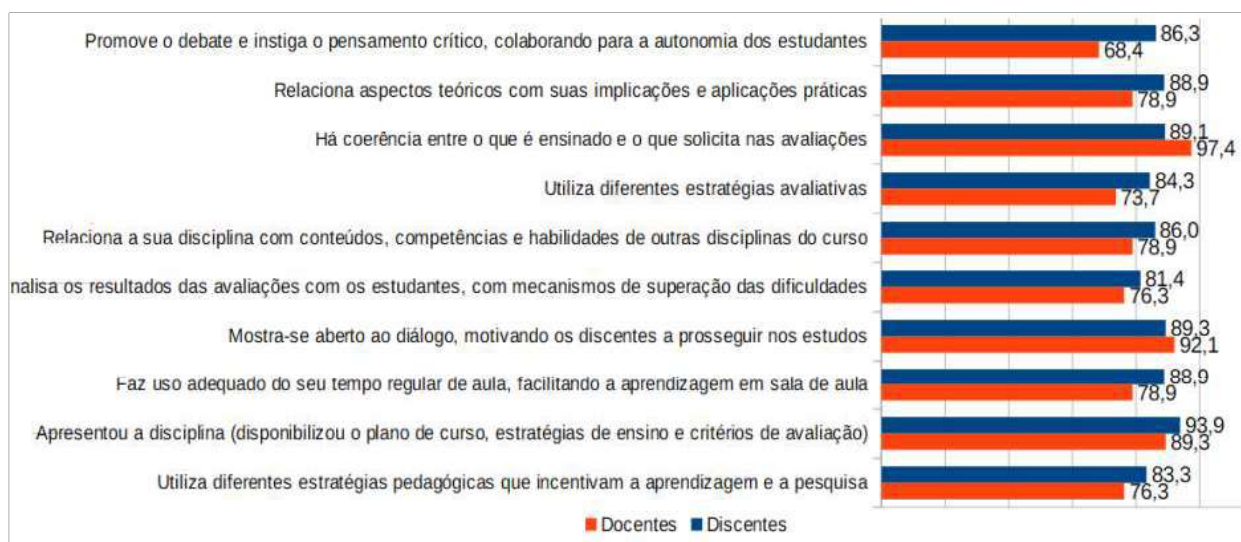 Promove o debate e instiga o pensamento crítico, colaborando para a autonomia dos estudantes
86,3
68,4
Relaciona aspectos teóricos com suas implicações e aplicações práticas
88,9
78,9
Há coerência entre o que é ensinado e o que solicita nas avaliações
89,1
97,4
Utiliza diferentes estratégias avaliativas
84,3
73,7
Relaciona a sua disciplina com conteúdos, competências e habilidades de outras disciplinas do curso
86,0
78,9
nalisa os resultados das avaliações com os estudantes, com mecanismos de superação das dificuldades
81,4
76,3
Mostra-se aberto ao diálogo, motivando os discentes a prosseguir nos estudos
89,3
92,1
Faz uso adequado do seu tempo regular de aula, facilitando a aprendizagem em sala de aula
88,9
78,9
Apresentou a disciplina (disponibilizou o plano de curso, estratégias de ensino e critérios de avaliação)
93,9
89,3
Utiliza diferentes estratégias pedagógicas que incentivam a aprendizagem e a pesquisa
83,3
76,3
Docentes Discentes